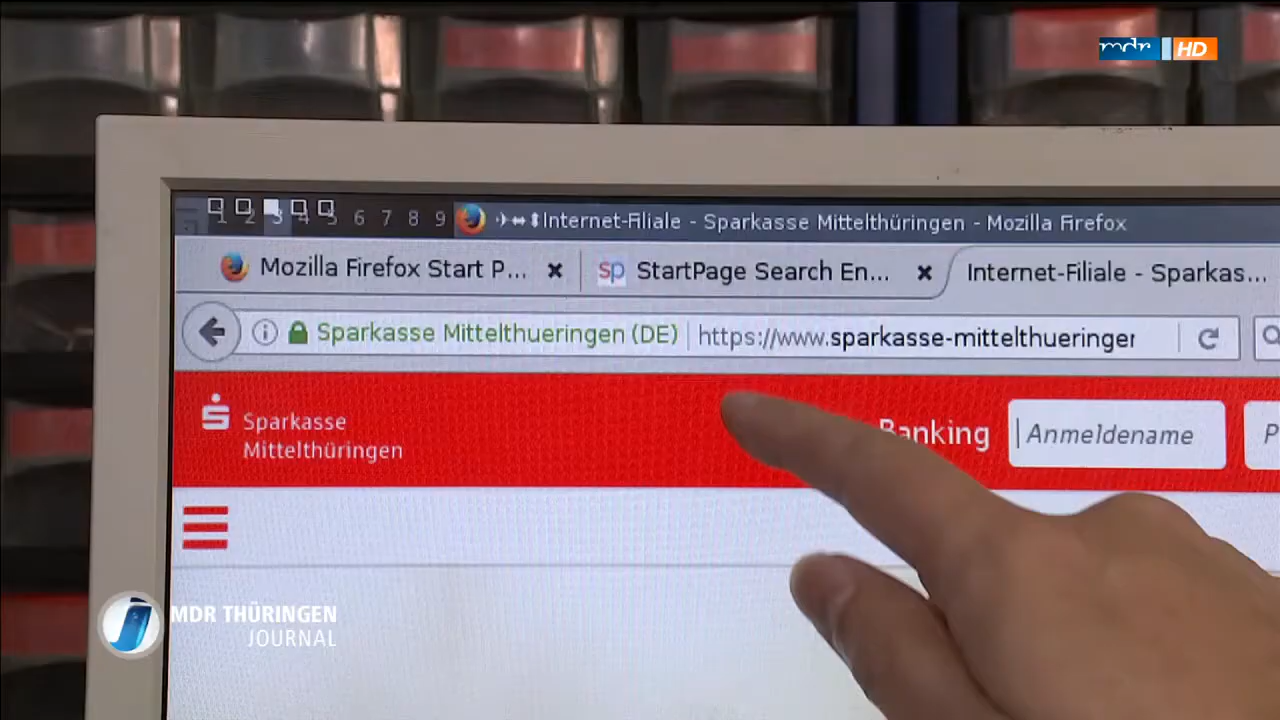 mdr HD
1 2 3 4 5 6 7 8 9 Internet-Filiale - Sparkasse Mittelthüringen - Mozilla Firefox
Mozilla Firefox Start P... StartPage Search En... Internet-Filiale - Sparkas...
Sparkasse Mittelthueringen (DE) https://www.sparkasse-mittelthueringer
Sparkasse
Mittelthüringen
Banking Anmeldename P
MDR THÜRINGEN
JOURNAL